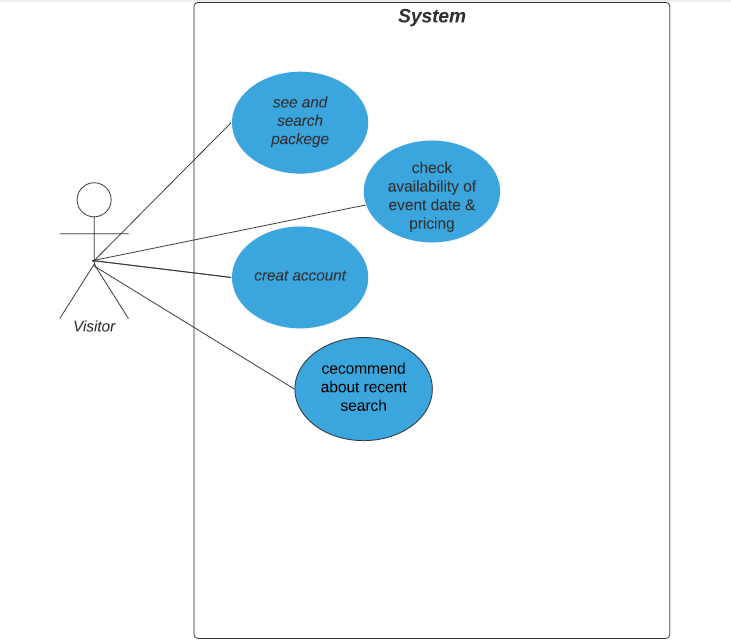 System
see and
search
packege
check
availability of
event date &
pricing
creat account
Visitor
cecommend
about recent
search